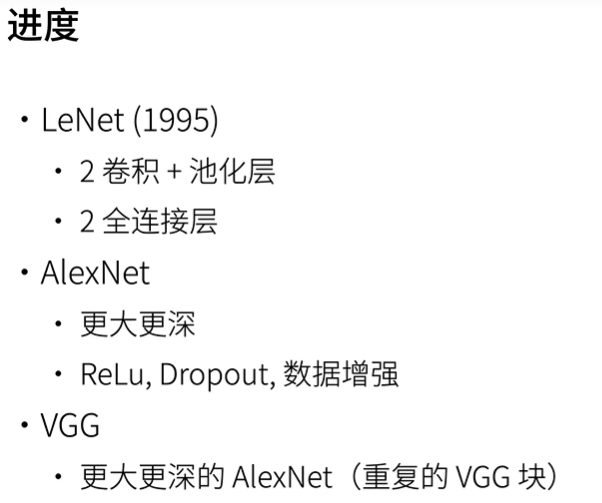 进度
• LeNet (1995)
• 2 卷积 + 池化层
• 2 全连接层
• AlexNet
• 更大更深
• ReLu, Dropout, 数据增强
• VGG
• 更大更深的 AlexNet（重复的 VGG 块）